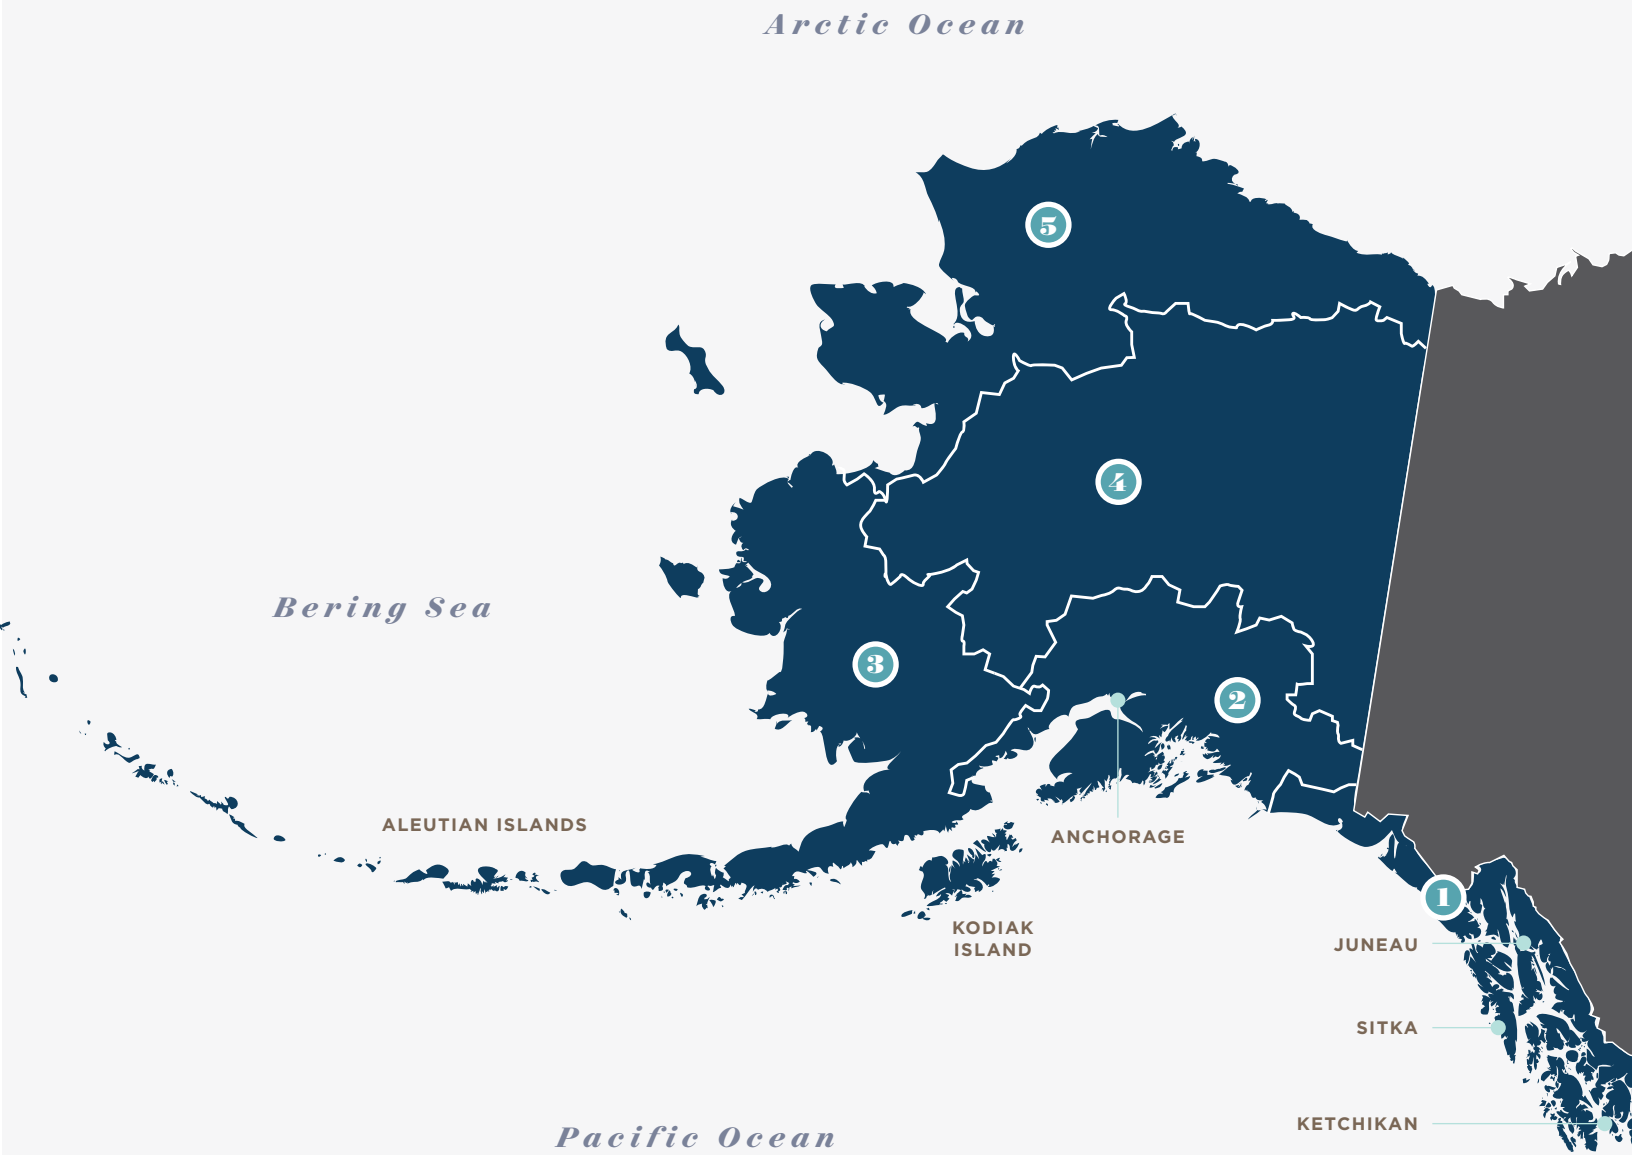 Arctic Ocean
5
4
Bering Sea
3
2
ALEUTIAN ISLANDS
ANCHORAGE
1
KODIAK
ISLAND
JUNEAU
SITKA
KETCHIKAN
Pacific Ocean